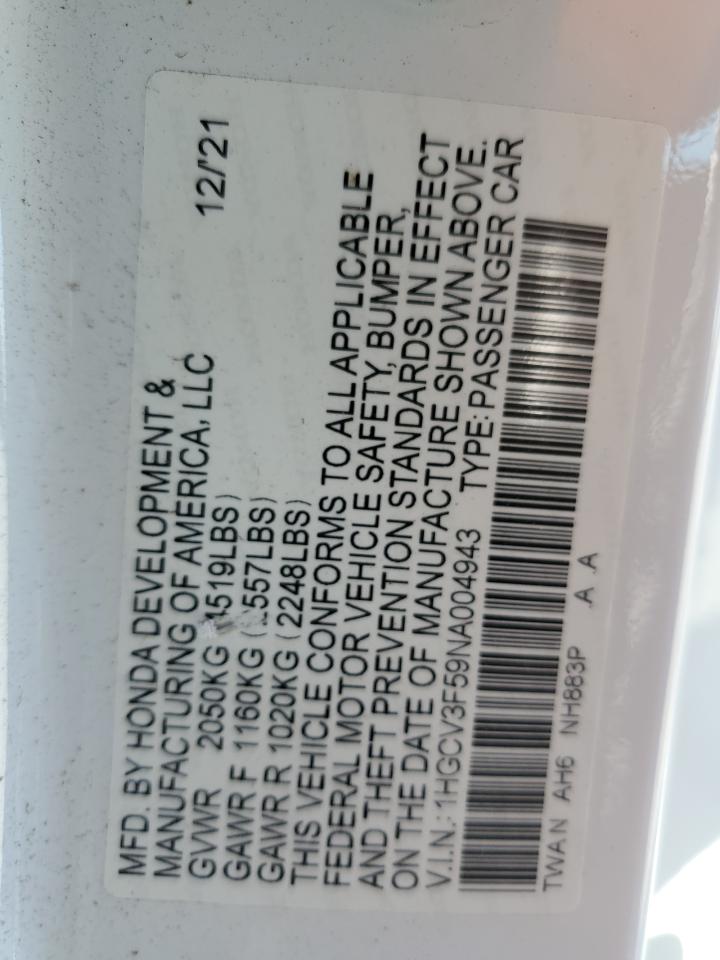 MFD. BY HONDA DEVELOPMENT &
MANUFACTURING OF AMERICA, LLC 12/'21
GVWR 2050KG 4519LBS)
GAWR F 1160KG ( 557LBS)
GAWR R 1020KG (2248LBS)
THIS VEHICLE CONFORMS TO ALL APPLICABLE
FEDERAL MOTOR VEHICLE SAFETY, BUMPER,
AND THEFT PREVENTION STANDARDS IN EFFECT
ON THE DATE OF MANUFACTURE SHOWN ABOVE.
V.I.N.: 1HGCV3F59NA004943 TYPE: PASSENGER CAR
TWAN AH6 NH883P A A